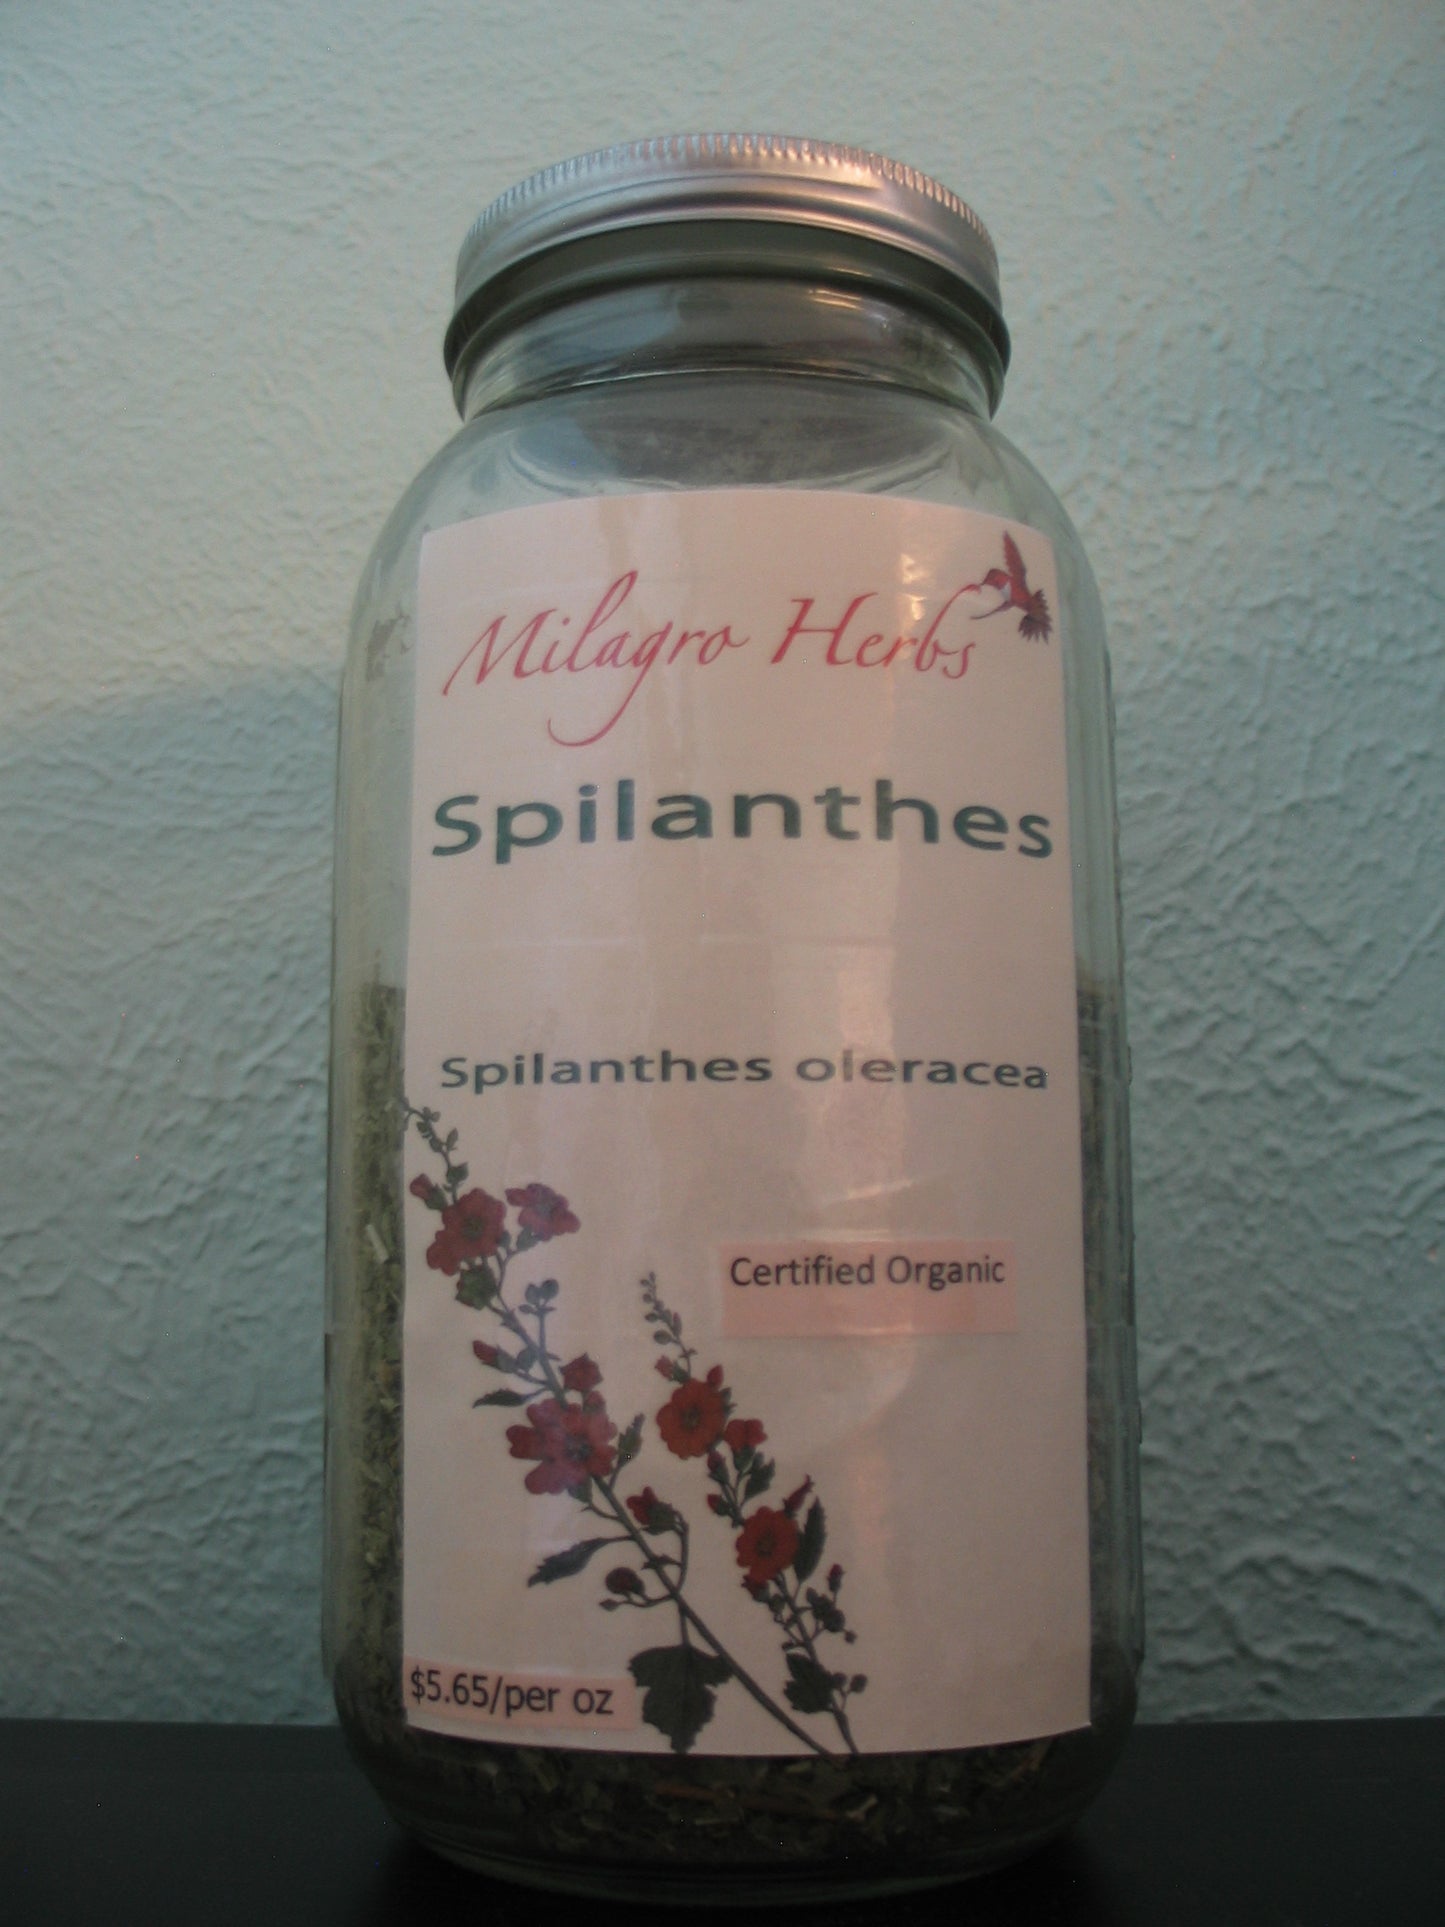 Milagro Herbs
Spilanthes
Spilanthes oleracea
Certified Organic
$5.65/per oz